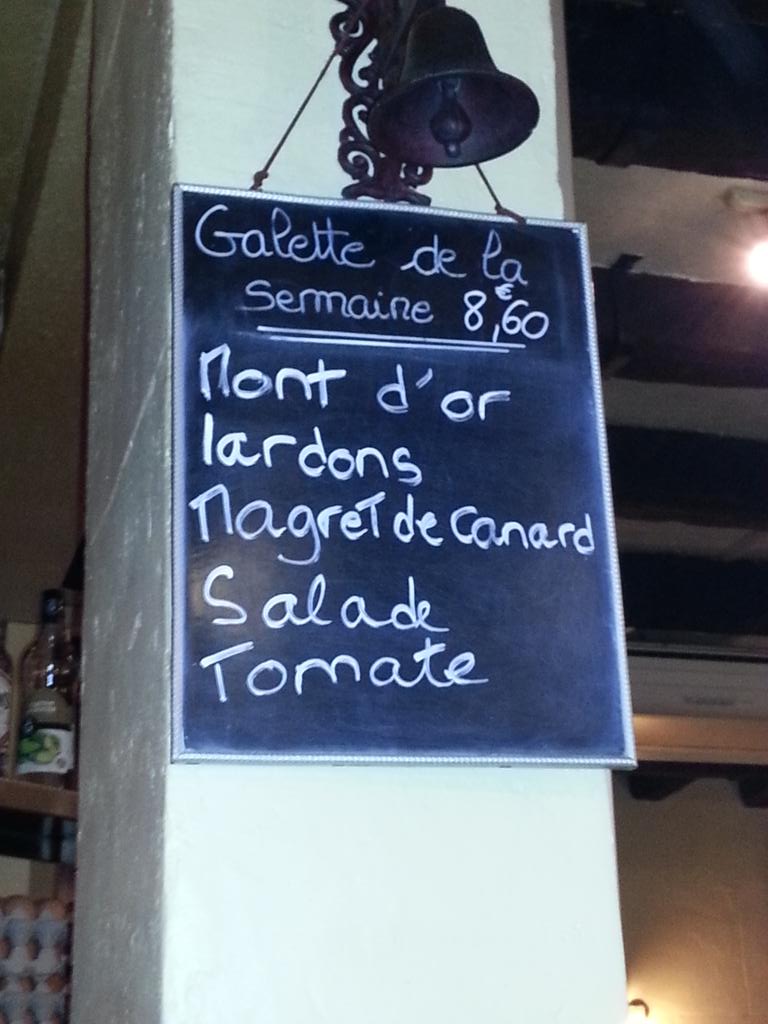 Galette de la
semaine 8,60€
Mont d'or
lardons
Magret de canard
Salade
Tomate